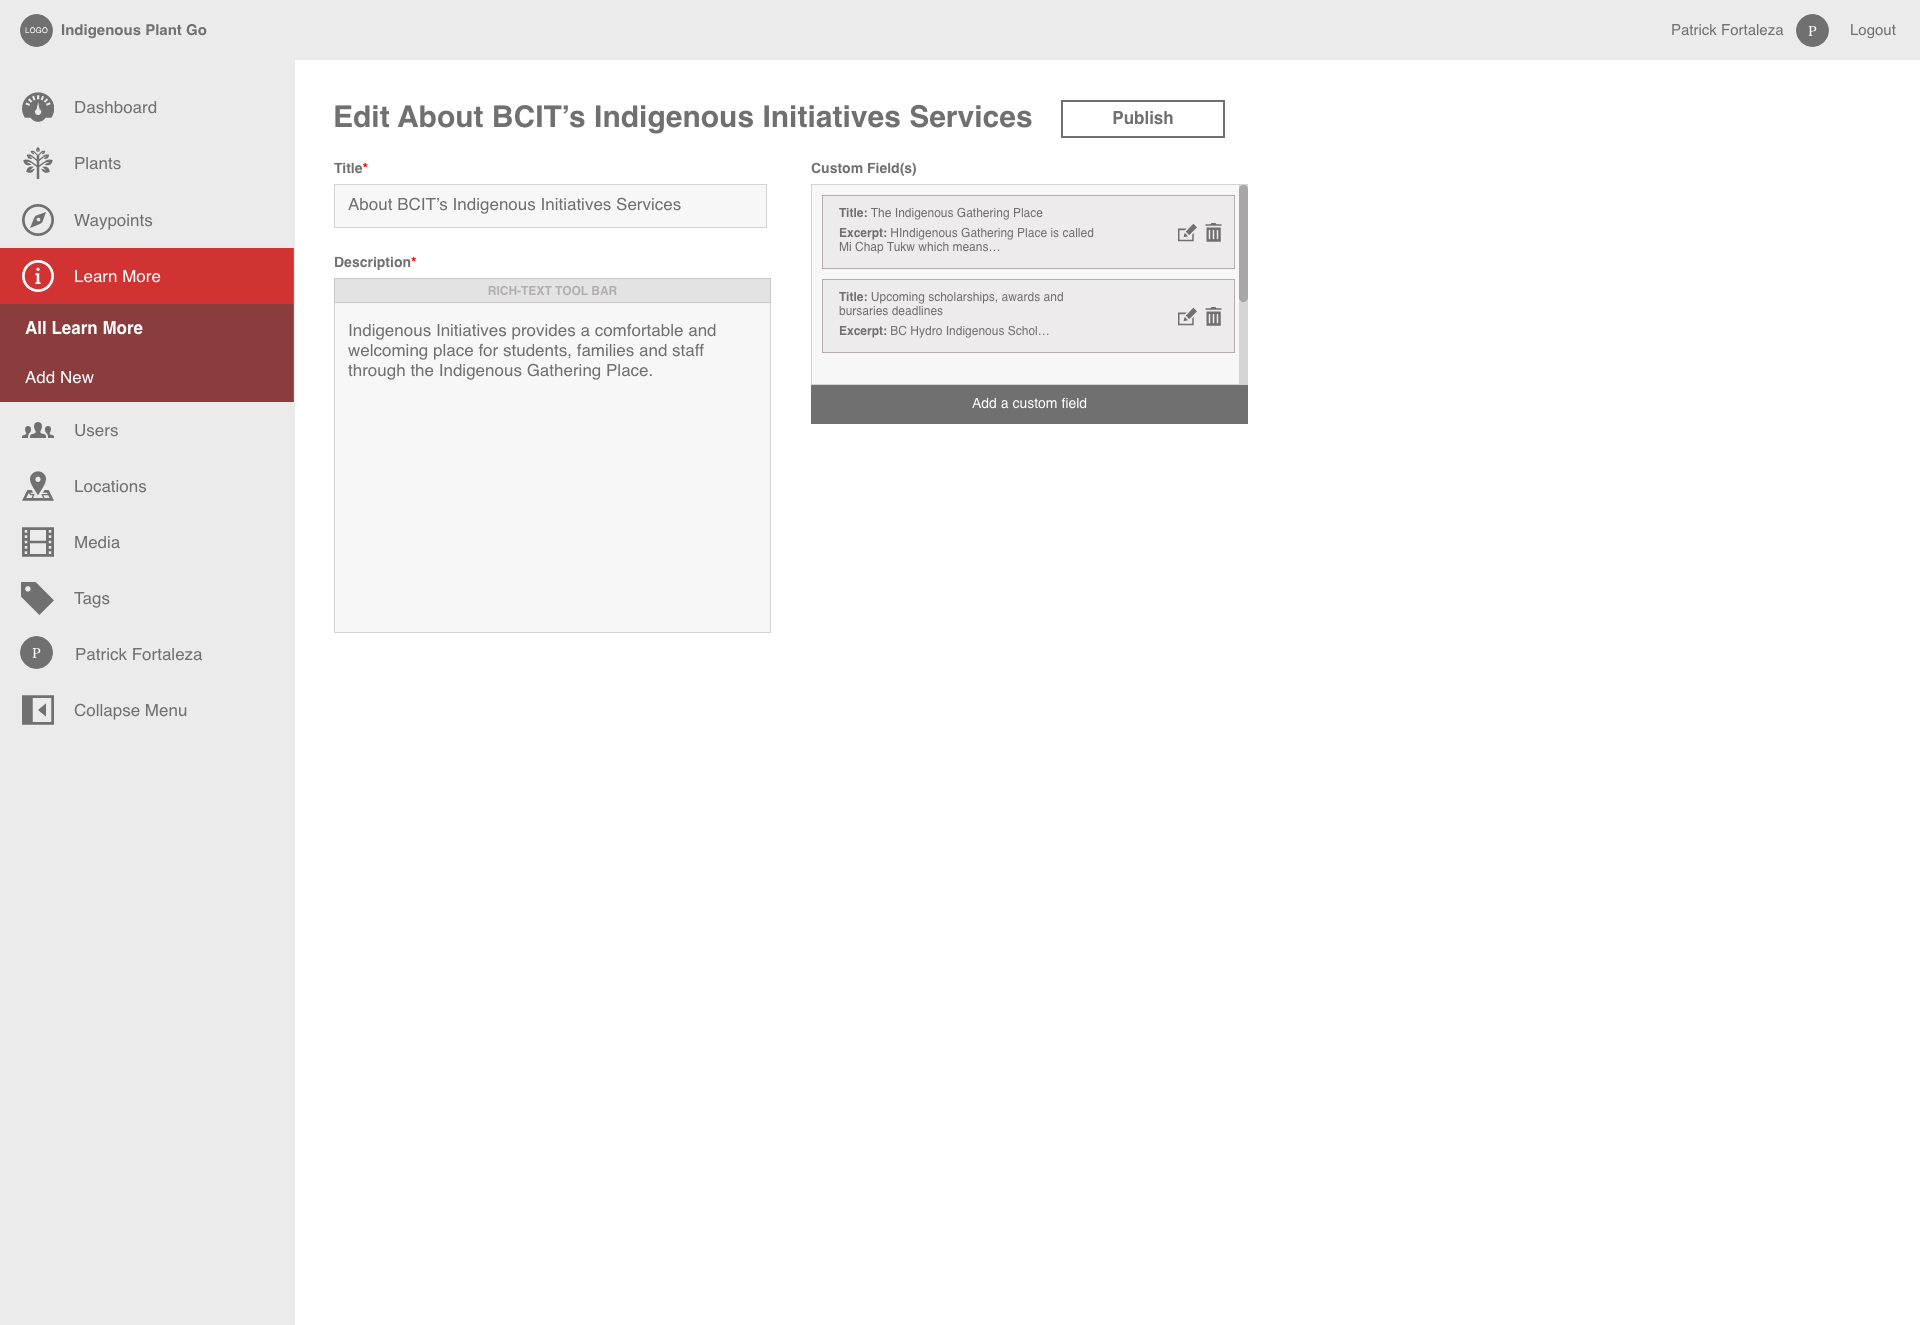 LOGO Indigenous Plant Go
Patrick Fortaleza P Logout
Dashboard
Plants
Waypoints
Learn More
All Learn More
Add New
Users
Locations
Media
Tags
P Patrick Fortaleza
Collapse Menu
Edit About BCIT’s Indigenous Initiatives Services
Publish
Title*
About BCIT’s Indigenous Initiatives Services
Description*
RICH-TEXT TOOL BAR
Indigenous Initiatives provides a comfortable and
welcoming place for students, families and staff
through the Indigenous Gathering Place.
Custom Field(s)
Title: The Indigenous Gathering Place
Excerpt: HIndigenous Gathering Place is called
Mi Chap Tukw which means…
Title: Upcoming scholarships, awards and
bursaries deadlines
Excerpt: BC Hydro Indigenous Schol…
Add a custom field